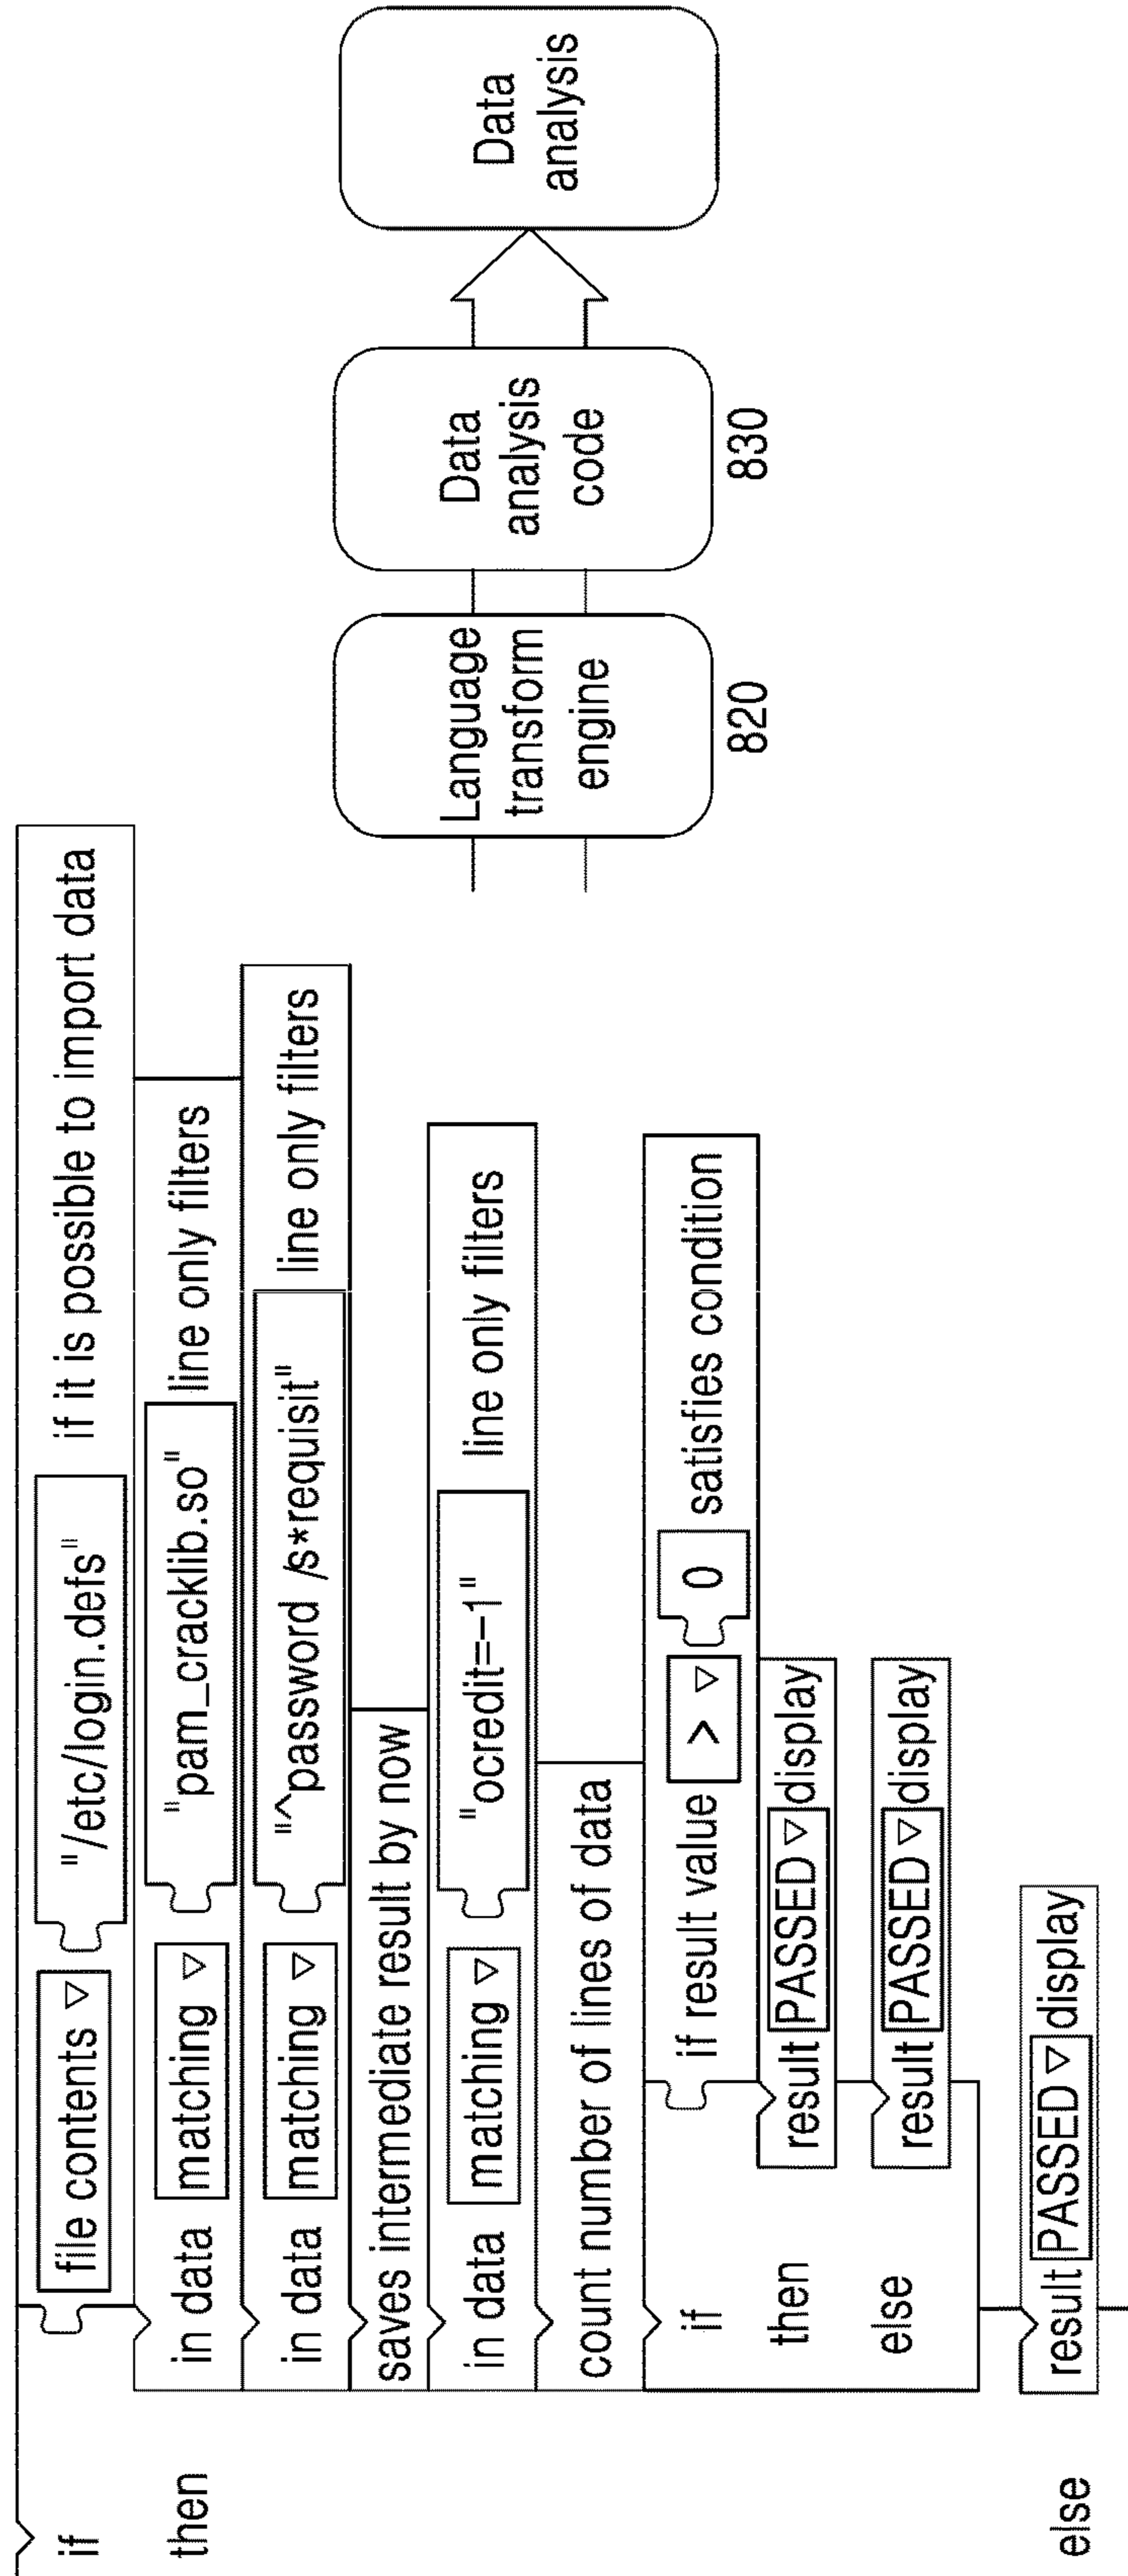 if file contents ▽ "/etc/login.defs" if it is possible to import data
then in data matching ▽ "pam_cracklib.so" line only filters
in data matching ▽ "^password /s*requisit" line only filters
saves intermediate result by now
in data matching ▽ "ocredit=–1" line only filters
count number of lines of data
if if result value > ▽ 0 satisfies condition
then result PASSED ▽ display
else result PASSED ▽ display
else result PASSED ▽ display
Language
transform
engine
820
Data
analysis
code
830
Data
analysis